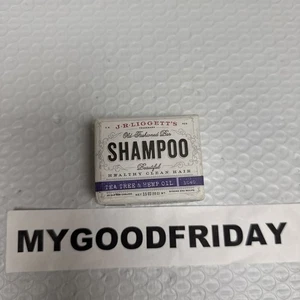 J·R·LIGGETT'S
Old-Fashioned Bar
SHAMPOO
Beautiful
HEALTHY CLEAN HAIR
TEA TREE & HEMP OIL
MYGOODFRIDAY